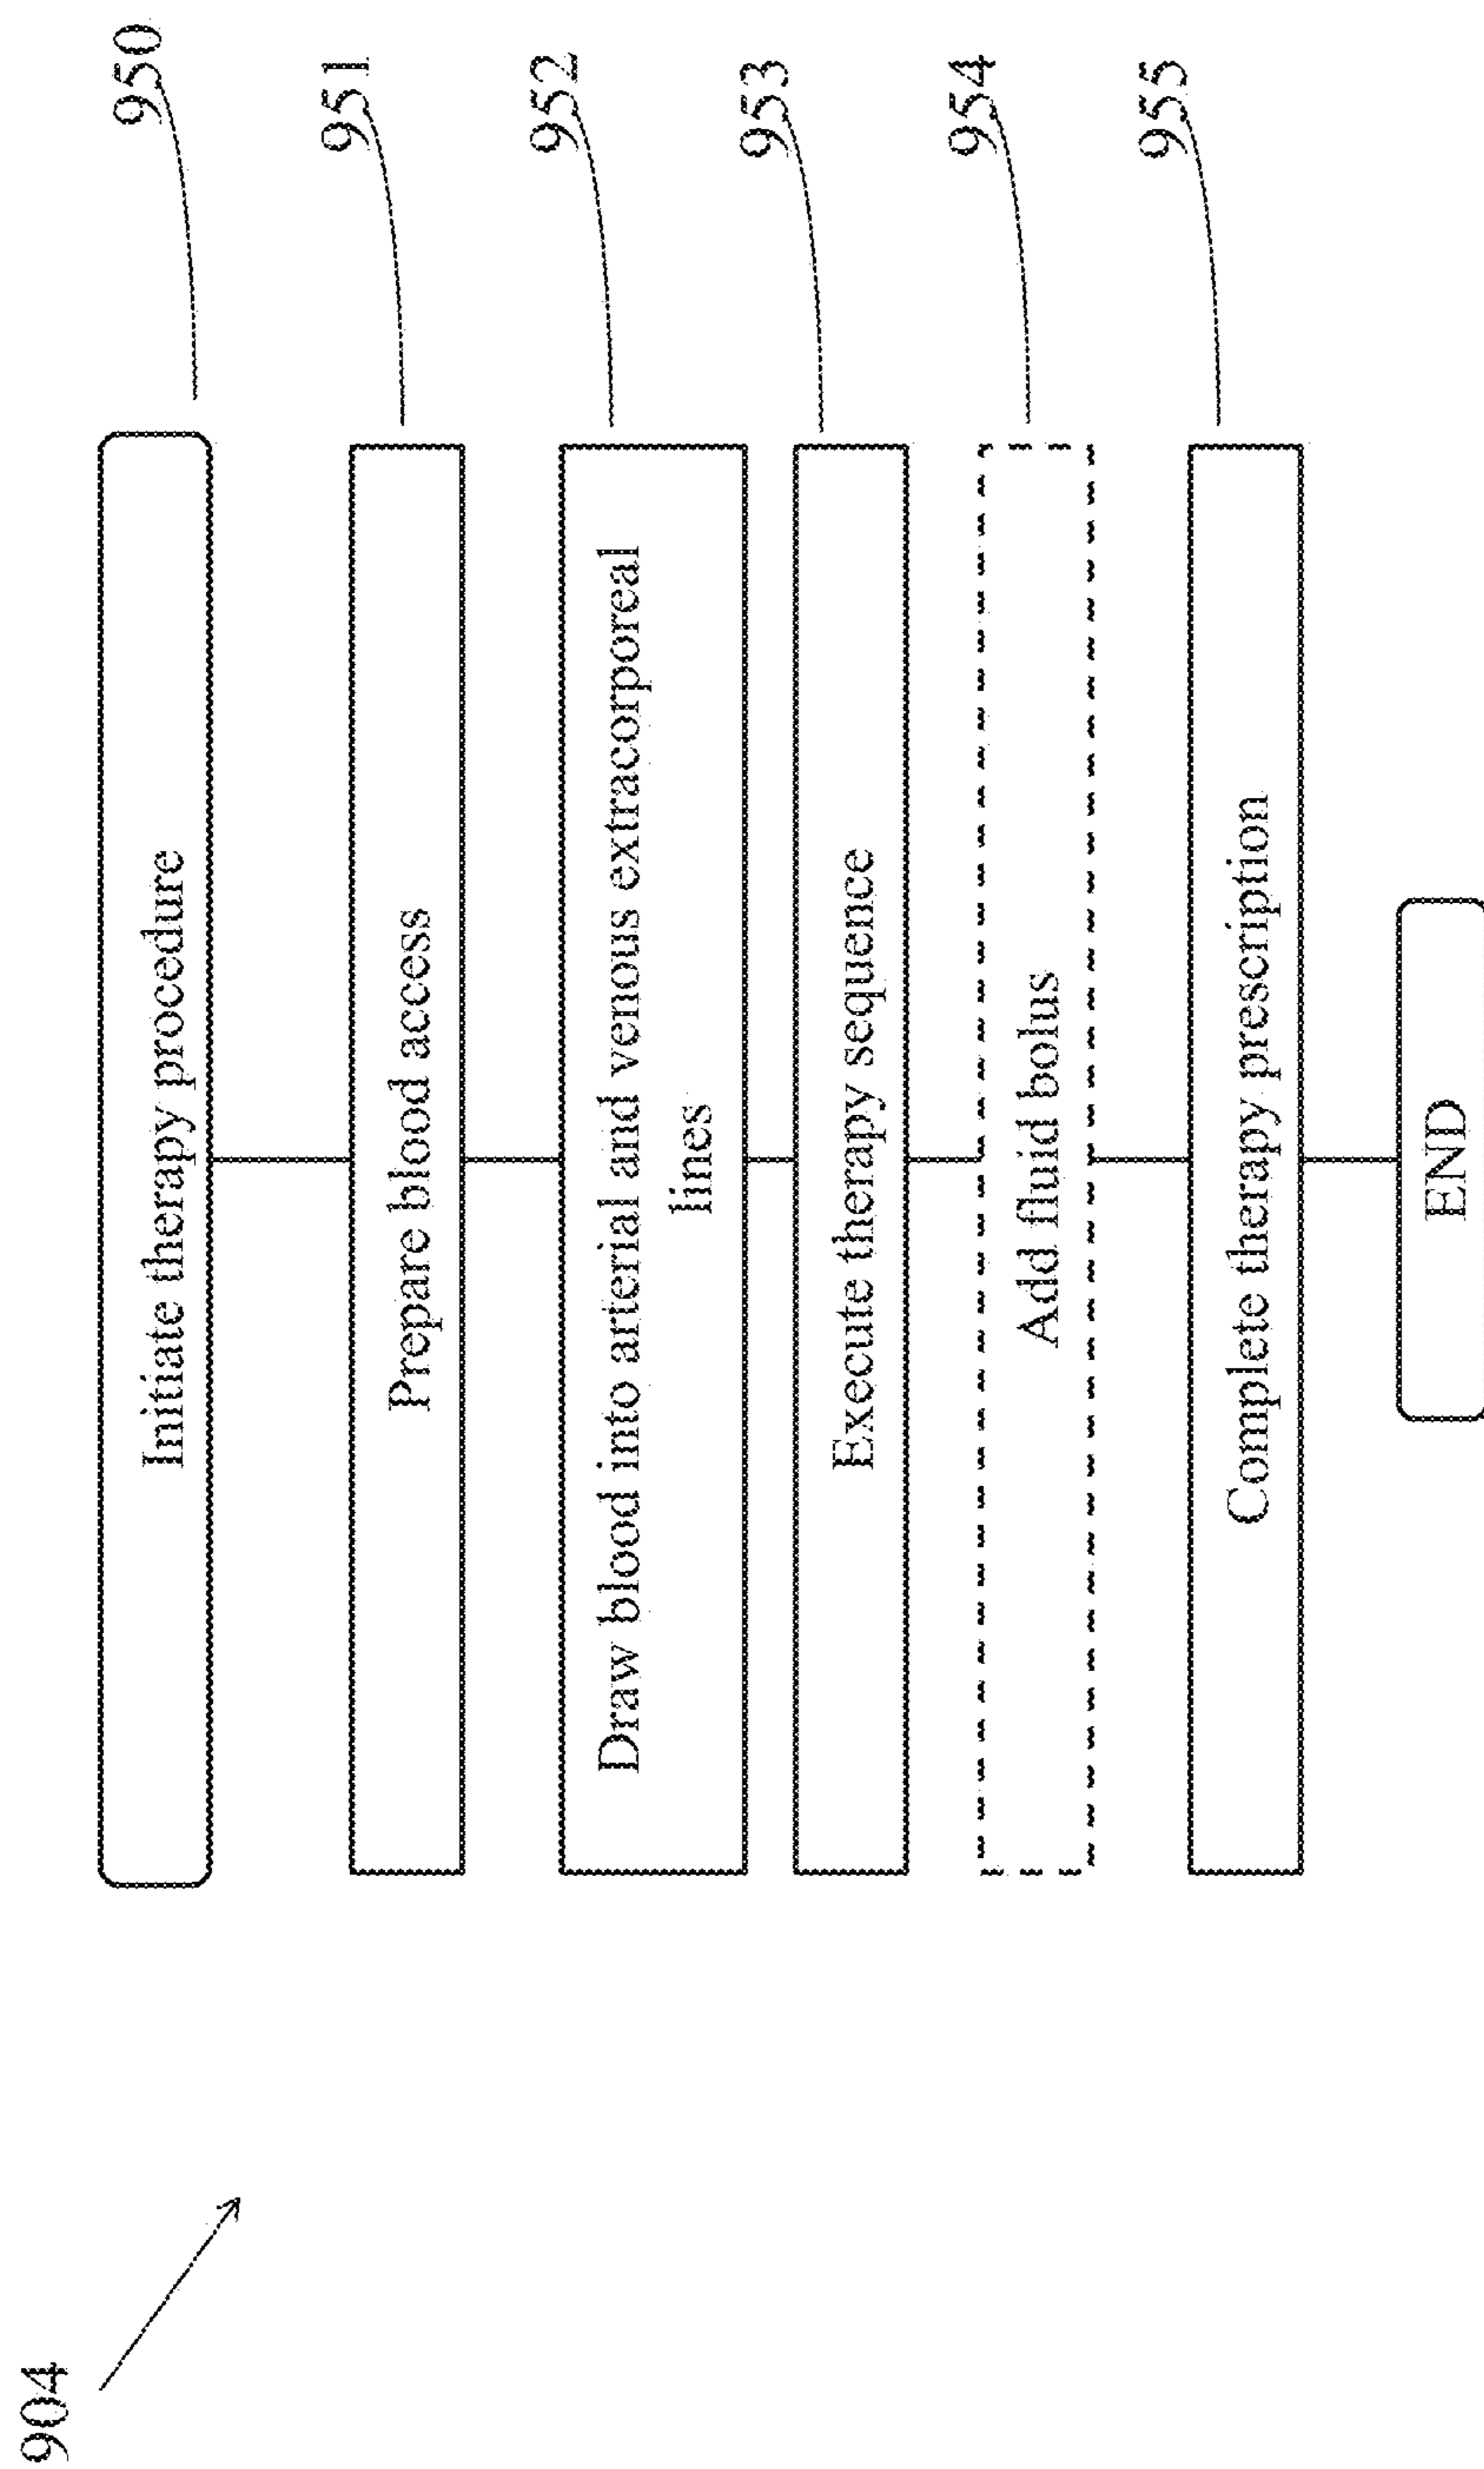 904
Initiate therapy procedure
950
Prepare blood access
951
Draw blood into arterial and venous extracorporeal
lines
952
Execute therapy sequence
953
Add fluid bolus
954
Complete therapy prescription
955
END